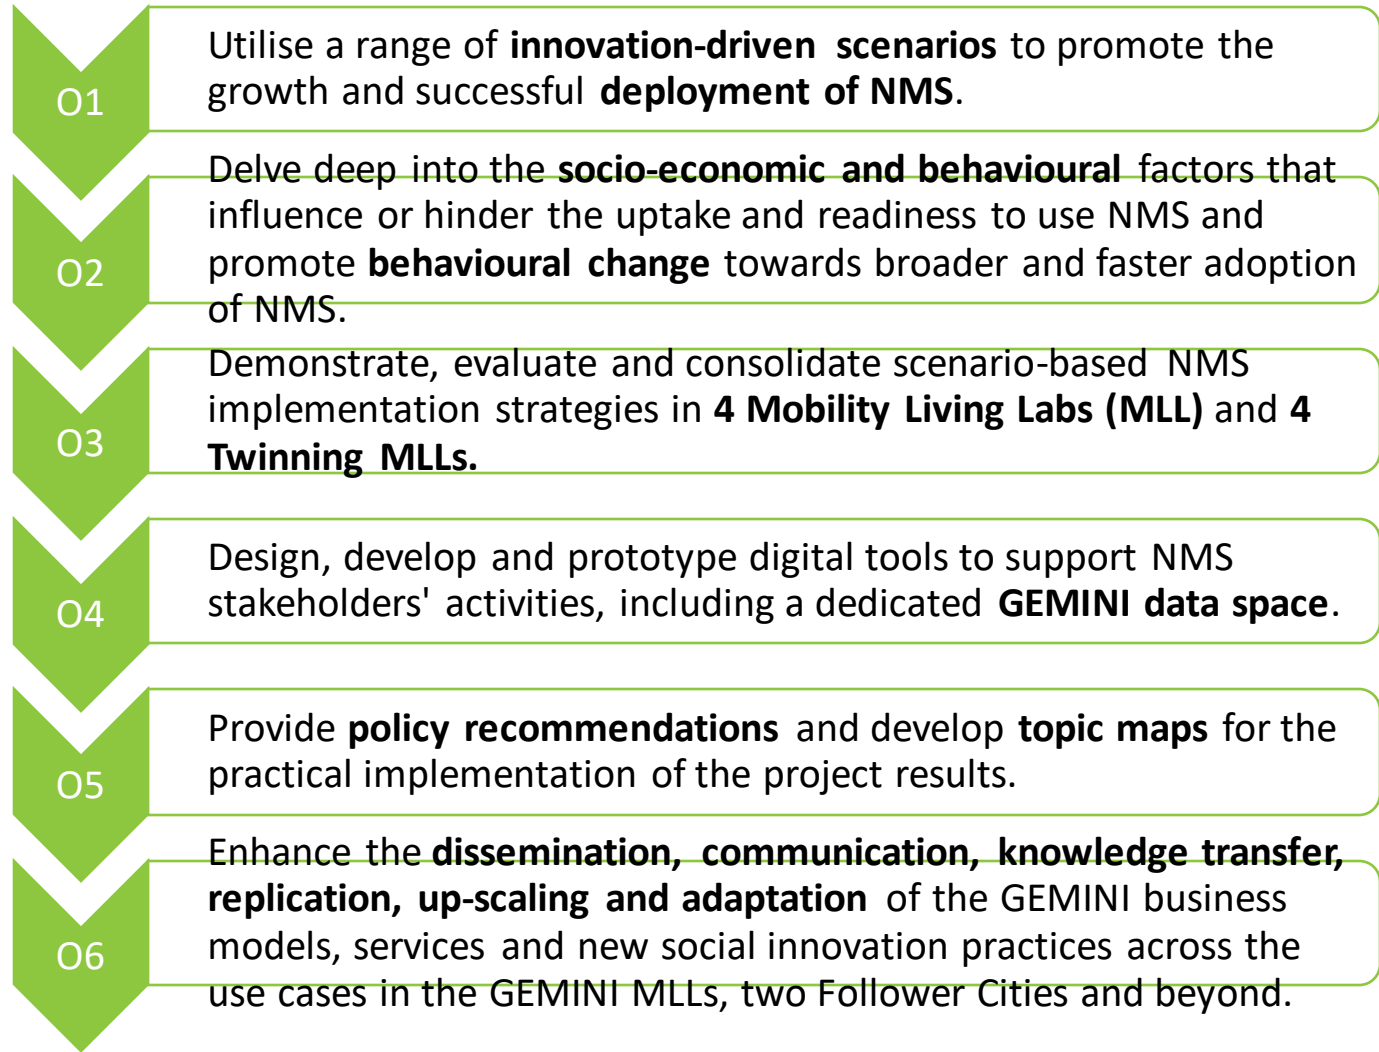 O1
Utilise a range of innovation-driven scenarios to promote the
growth and successful deployment of NMS.
O2
Delve deep into the socio-economic and behavioural factors that
influence or hinder the uptake and readiness to use NMS and
promote behavioural change towards broader and faster adoption
of NMS.
O3
Demonstrate, evaluate and consolidate scenario-based NMS
implementation strategies in 4 Mobility Living Labs (MLL) and 4
Twinning MLLs.
O4
Design, develop and prototype digital tools to support NMS
stakeholders' activities, including a dedicated GEMINI data space.
O5
Provide policy recommendations and develop topic maps for the
practical implementation of the project results.
O6
Enhance the dissemination, communication, knowledge transfer,
replication, up-scaling and adaptation of the GEMINI business
models, services and new social innovation practices across the
use cases in the GEMINI MLLs, two Follower Cities and beyond.